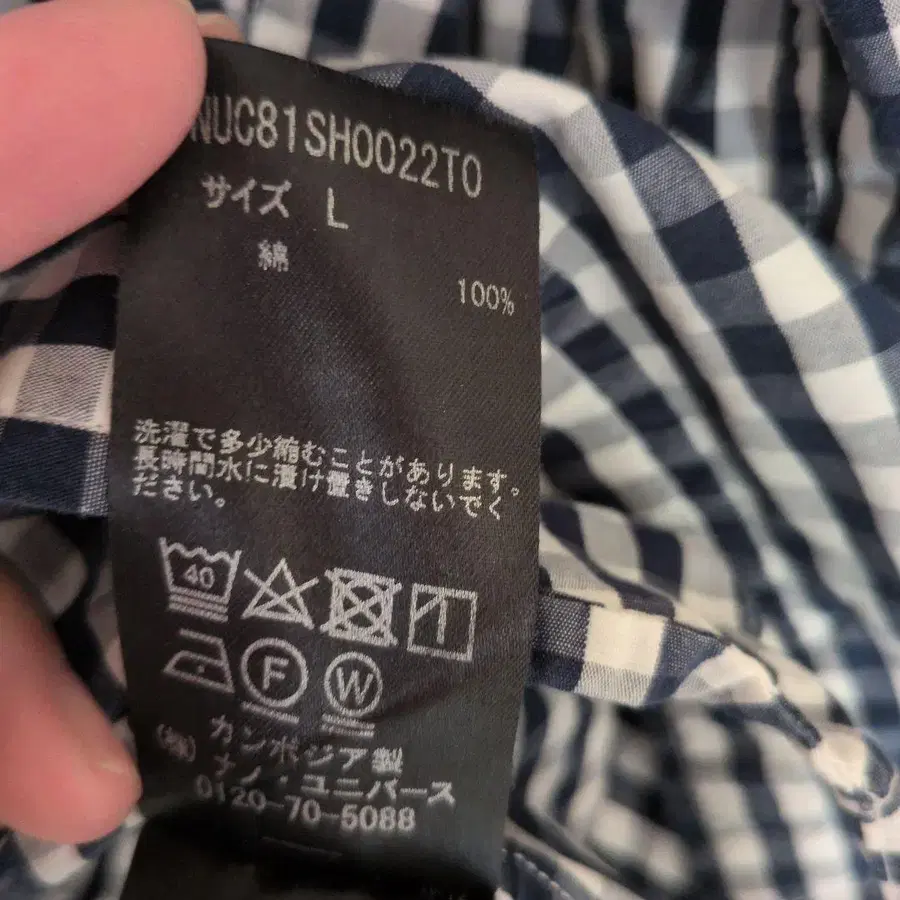 NUC81SH0022T0
サイズ L
綿
100%
洗濯で多少縮むことがあります。
長時間水に漬け置きしないでく
ださい。
40
F
W
カンボジア製
(株) ナノ・ユニバース
0120-70-5088